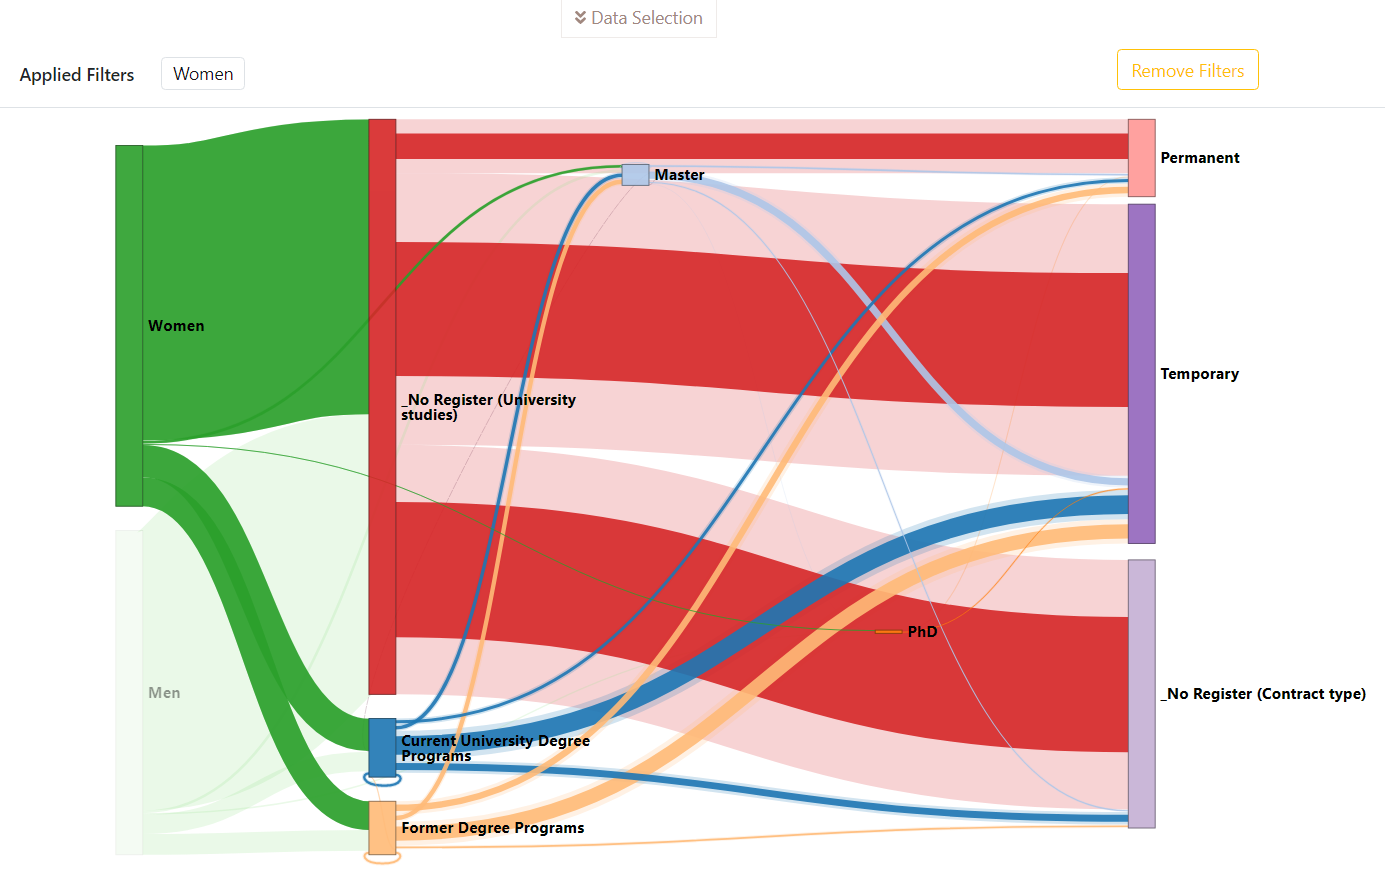 Data Selection
Applied Filters
Women
Remove Filters
Permanent
Master
Women
Temporary
_No Register (University
studies)
PhD
Men
_No Register (Contract type)
Current University Degree
Programs
Former Degree Programs